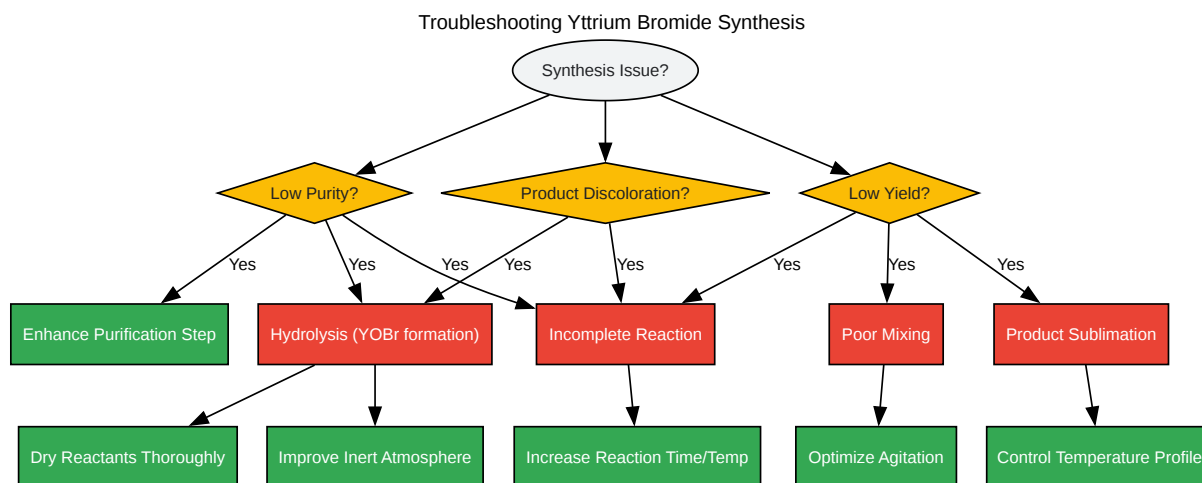 Troubleshooting Yttrium Bromide Synthesis
Synthesis Issue?
Low Purity?
Product Discoloration?
Low Yield?
Yes
Yes
Yes
Yes
Yes
Yes
Yes
Yes
Enhance Purification Step
Hydrolysis (YOBr formation)
Incomplete Reaction
Poor Mixing
Product Sublimation
Dry Reactants Thoroughly
Improve Inert Atmosphere
Increase Reaction Time/Temp
Optimize Agitation
Control Temperature Profile